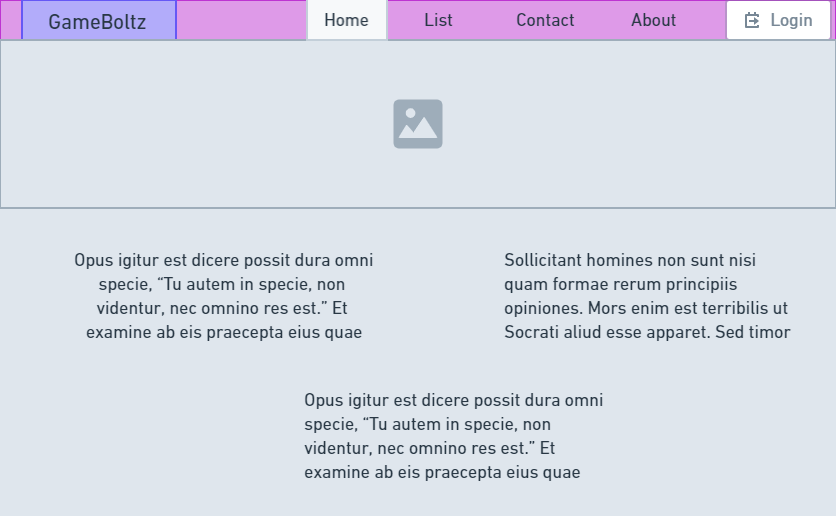 GameBoltz
Home
List
Contact
About
Login
Opus igitur est dicere possit dura omni
specie, “Tu autem in specie, non
videntur, nec omnino res est.” Et
examine ab eis praecepta eius quae
Sollicitant homines non sunt nisi
quam formae rerum principiis
opiniones. Mors enim est terribilis ut
Socrati aliud esse apparet. Sed timor
Opus igitur est dicere possit dura omni
specie, “Tu autem in specie, non
videntur, nec omnino res est.” Et
examine ab eis praecepta eius quae